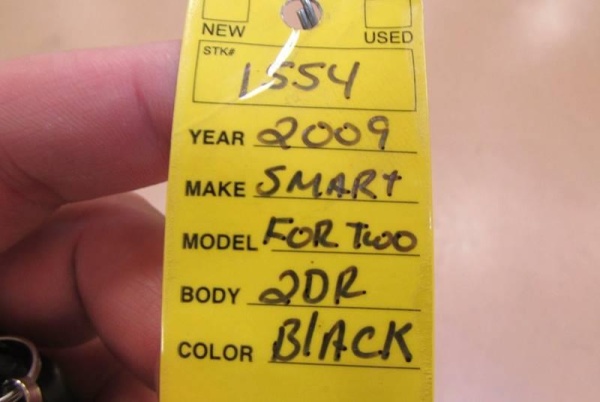 NEW USED
STK# 1554
YEAR 2009
MAKE SMART
MODEL FOR TWO
BODY 2DR
COLOR BlACK